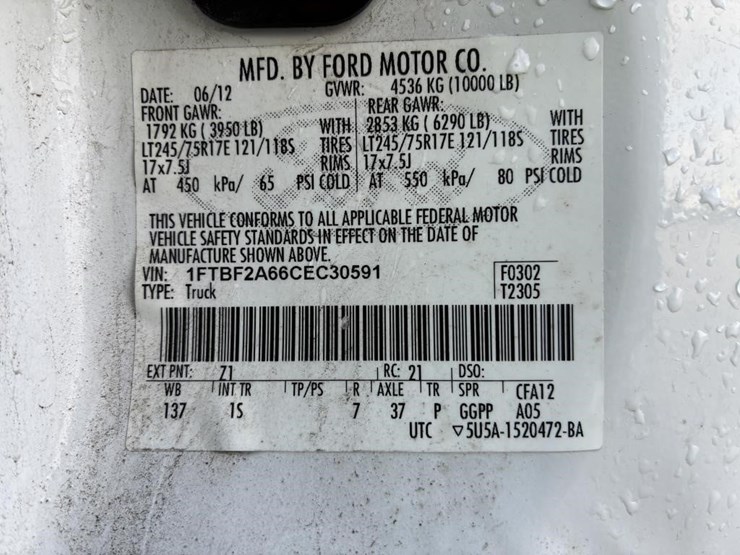 MFD. BY FORD MOTOR CO.
DATE: 06/12 GVWR: 4536 KG (10000 LB)
FRONT GAWR: REAR GAWR:
1792 KG ( 3950 LB) WITH 2853 KG ( 6290 LB) WITH
LT245/75R17E 121/118S TIRES LT245/75R17E 121/118S TIRES
17x7.5J RIMS 17x7.5J RIMS
AT 450 kPa/ 65 PSI COLD AT 550 kPa/ 80 PSI COLD
THIS VEHICLE CONFORMS TO ALL APPLICABLE FEDERAL MOTOR
VEHICLE SAFETY STANDARDS IN EFFECT ON THE DATE OF
MANUFACTURE SHOWN ABOVE.
VIN: 1FTBF2A66CEC30591 F0302
TYPE: Truck T2305
EXT PNT: Z1 RC: 21 DSO:
WB INT TR TP/PS R AXLE TR SPR CFA12
137 1S 7 37 P GGPP A05
UTC ▽5U5A-1520472-BA